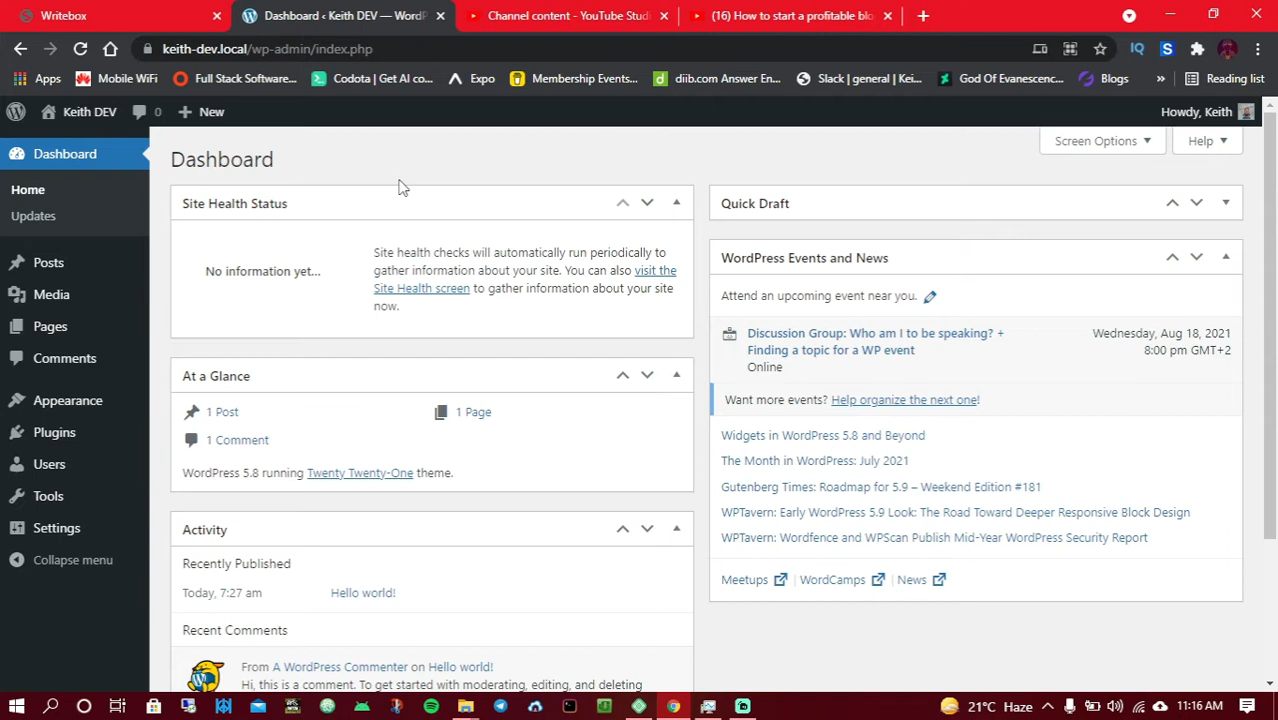 Writebox
Dashboard ‹ Keith DEV — WordP
Channel content - YouTube Studi
(16) How to start a profitable blo
keith-dev.local/wp-admin/index.php
IQ
S
Apps
Mobile WiFi
Full Stack Software...
Codota | Get AI co...
Expo
Membership Events...
d diib.com Answer En...
Slack | general | Kei...
God Of Evanescenc...
Blogs
»
Reading list
Keith DEV
0
New
Howdy, Keith
Dashboard
Home
Updates
Posts
Media
Pages
Comments
Appearance
Plugins
Users
Tools
Settings
Collapse menu
Screen Options
Help
Dashboard
Site Health Status
No information yet...
Site health checks will automatically run periodically to
gather information about your site. You can also visit the
Site Health screen to gather information about your site
now.
At a Glance
1 Post
1 Page
1 Comment
WordPress 5.8 running Twenty Twenty-One theme.
Activity
Recently Published
Today, 7:27 am
Hello world!
Recent Comments
From A WordPress Commenter on Hello world!
Hi, this is a comment. To get started with moderating, editing, and deleting
Quick Draft
WordPress Events and News
Attend an upcoming event near you.
Discussion Group: Who am I to be speaking? +
Finding a topic for a WP event
Online
Wednesday, Aug 18, 2021
8:00 pm GMT+2
Want more events? Help organize the next one!
Widgets in WordPress 5.8 and Beyond
The Month in WordPress: July 2021
Gutenberg Times: Roadmap for 5.9 – Weekend Edition #181
WPTavern: Early WordPress 5.9 Look: The Road Toward Deeper Responsive Block Design
WPTavern: Wordfence and WPScan Publish Mid-Year WordPress Security Report
Meetups | WordCamps | News
21°C Haze
11:16 AM